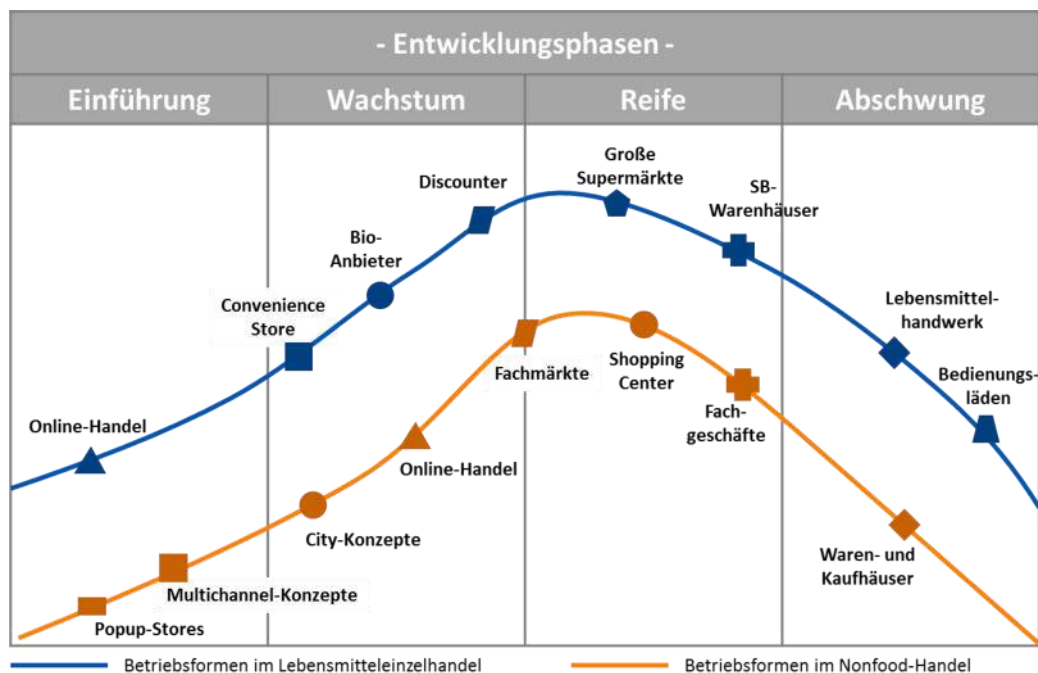 - Entwicklungsphasen -
Einführung
Wachstum
Reife
Abschwung
Große
Supermärkte
Discounter
SB-
Warenhäuser
Bio-
Anbieter
Convenience
Store
Lebensmittel-
handwerk
Fachmärkte
Shopping
Center
Bedienungs-
läden
Fach-
geschäfte
Online-Handel
Online-Handel
City-Konzepte
Waren- und
Kaufhäuser
Multichannel-Konzepte
Popup-Stores
Betriebsformen im Lebensmitteleinzelhandel
Betriebsformen im Nonfood-Handel